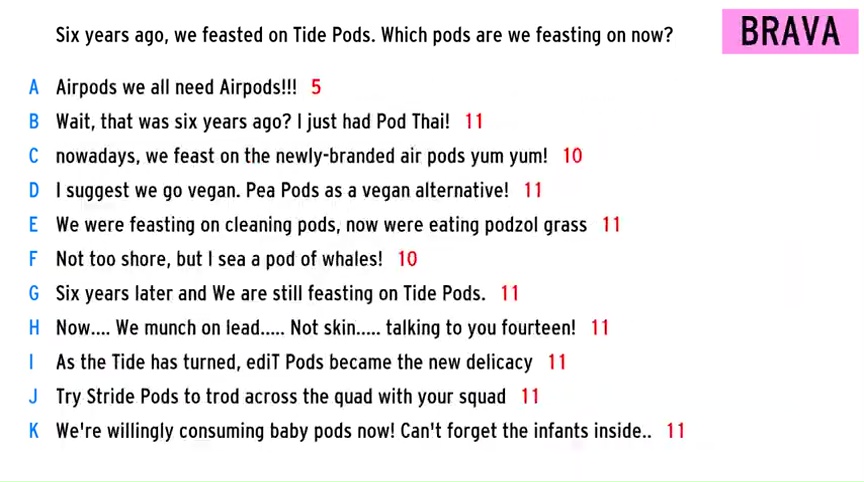 Six years ago, we feasted on Tide Pods. Which pods are we feasting on now?
BRAVA
A Airpods we all need Airpods!!! 5
B Wait, that was six years ago? I just had Pod Thai! 11
C nowadays, we feast on the newly-branded air pods yum yum! 10
D I suggest we go vegan. Pea Pods as a vegan alternative! 11
E We were feasting on cleaning pods, now were eating podzol grass 11
F Not too shore, but I sea a pod of whales! 10
G Six years later and We are still feasting on Tide Pods. 11
H Now.... We munch on lead..... Not skin..... talking to you fourteen! 11
I As the Tide has turned, ediT Pods became the new delicacy 11
J Try Stride Pods to trod across the quad with your squad 11
K We're willingly consuming baby pods now! Can't forget the infants inside.. 11